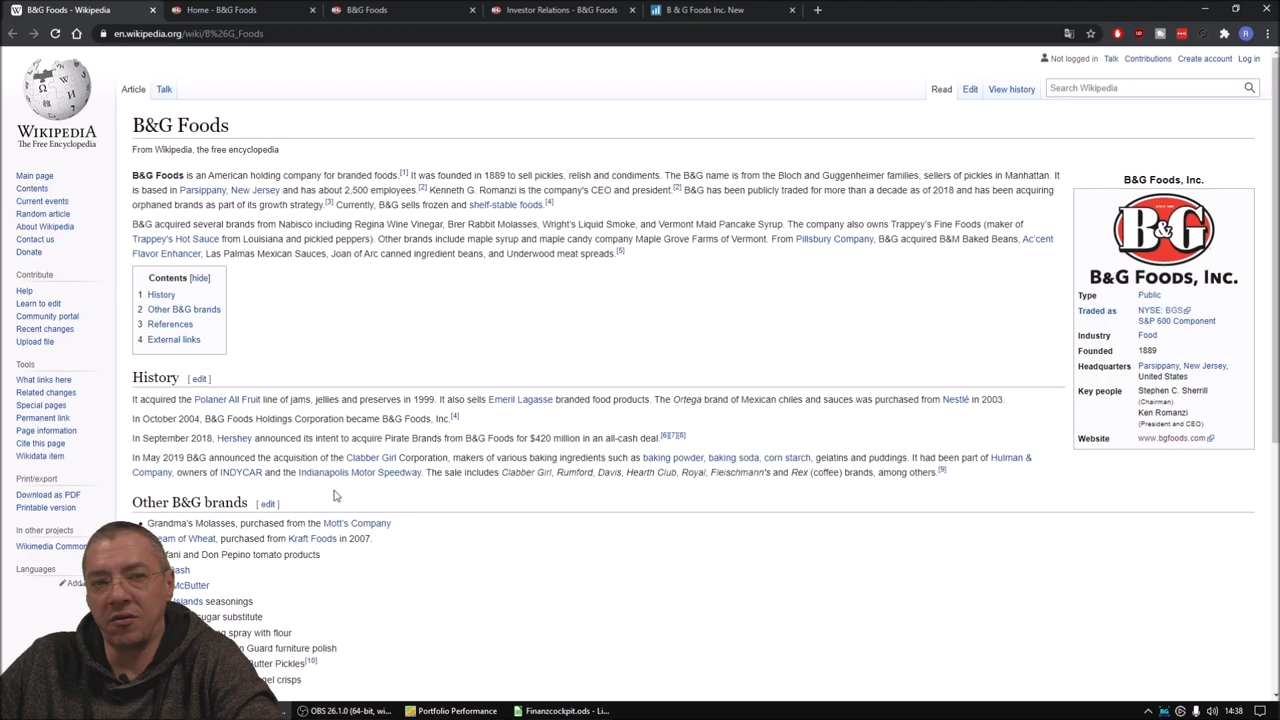 B&G Foods - Wikipedia
Home - B&G Foods
B&G Foods
Investor Relations - B&G Foods
B & G Foods Inc. New
en.wikipedia.org/wiki/B%26G_Foods
Not logged in Talk Contributions Create account Log in
Article Talk
Read Edit View history
Search Wikipedia
WIKIPEDIA
The Free Encyclopedia
Main page
Contents
Current events
Random article
About Wikipedia
Contact us
Donate
Contribute
Help
Learn to edit
Community portal
Recent changes
Upload file
Tools
What links here
Related changes
Special pages
Permanent link
Page information
Cite this page
Wikidata item
Print/export
Download as PDF
Printable version
In other projects
Wikimedia Commons
Languages
B&G Foods
From Wikipedia, the free encyclopedia
B&G Foods is an American holding company for branded foods.[1] It was founded in 1889 to sell pickles, relish and condiments. The B&G name is from the Bloch and Guggenheimer families, sellers of pickles in Manhattan. It
is based in Parsippany, New Jersey and has about 2,500 employees.[2] Kenneth G. Romanzi is the company's CEO and president.[2] B&G has been publicly traded for more than a decade as of 2018 and has been acquiring
orphaned brands as part of its growth strategy.[3] Currently, B&G sells frozen and shelf-stable foods.[4]
B&G acquired several brands from Nabisco including Regina Wine Vinegar, Brer Rabbit Molasses, Wright's Liquid Smoke, and Vermont Maid Pancake Syrup. The company also owns Trappey's Fine Foods (maker of
Trappey's Hot Sauce from Louisiana and pickled peppers). Other brands include maple syrup and maple candy company Maple Grove Farms of Vermont. From Pillsbury Company, B&G acquired B&M Baked Beans, Ac'cent
Flavor Enhancer, Las Palmas Mexican Sauces, Joan of Arc canned ingredient beans, and Underwood meat spreads.[5]
Contents [hide]
1 History
2 Other B&G brands
3 References
4 External links
History [ edit ]
It acquired the Polaner All Fruit line of jams, jellies and preserves in 1999. It also sells Emeril Lagasse branded food products. The Ortega brand of Mexican chiles and sauces was purchased from Nestlé in 2003.
In October 2004, B&G Foods Holdings Corporation became B&G Foods, Inc.[4]
In September 2018, Hershey announced its intent to acquire Pirate Brands from B&G Foods for $420 million in an all-cash deal.[6][7][8]
In May 2019 B&G announced the acquisition of the Clabber Girl Corporation, makers of various baking ingredients such as baking powder, baking soda, corn starch, gelatins and puddings. It had been part of Hulman &
Company, owners of INDYCAR and the Indianapolis Motor Speedway. The sale includes Clabber Girl, Rumford, Davis, Hearth Club, Royal, Fleischmann's and Rex (coffee) brands, among others.[9]
Other B&G brands [ edit ]
Grandma's Molasses, purchased from the Mott's Company
eam of Wheat, purchased from Kraft Foods in 2007.
ani and Don Pepino tomato products
ash
McButter
Islands seasonings
sugar substitute
ng spray with flour
n Guard furniture polish
Butter Pickles[10]
gel crisps
B&G Foods, Inc.
B&G
B&G FOODS, INC.
Type Public
Traded as NYSE: BGS
S&P 600 Component
Industry Food
Founded 1889
Headquarters Parsippany, New Jersey,
United States
Key people Stephen C. Sherrill
(Chairman)
Ken Romanzi
(President and CEO)
Website www.bgfoods.com
OBS 26.1.0 (64-bit, wi...
Portfolio Performance
Finanzcockpit.ods - Li...
14:38